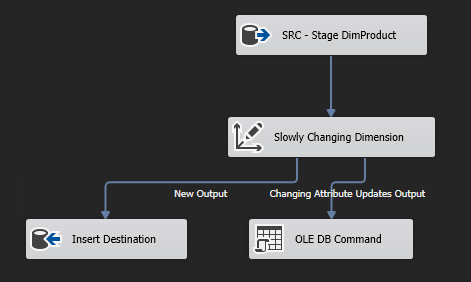 SRC - Stage DimProduct
Slowly Changing Dimension
New Output
Changing Attribute Updates Output
Insert Destination
OLE DB Command